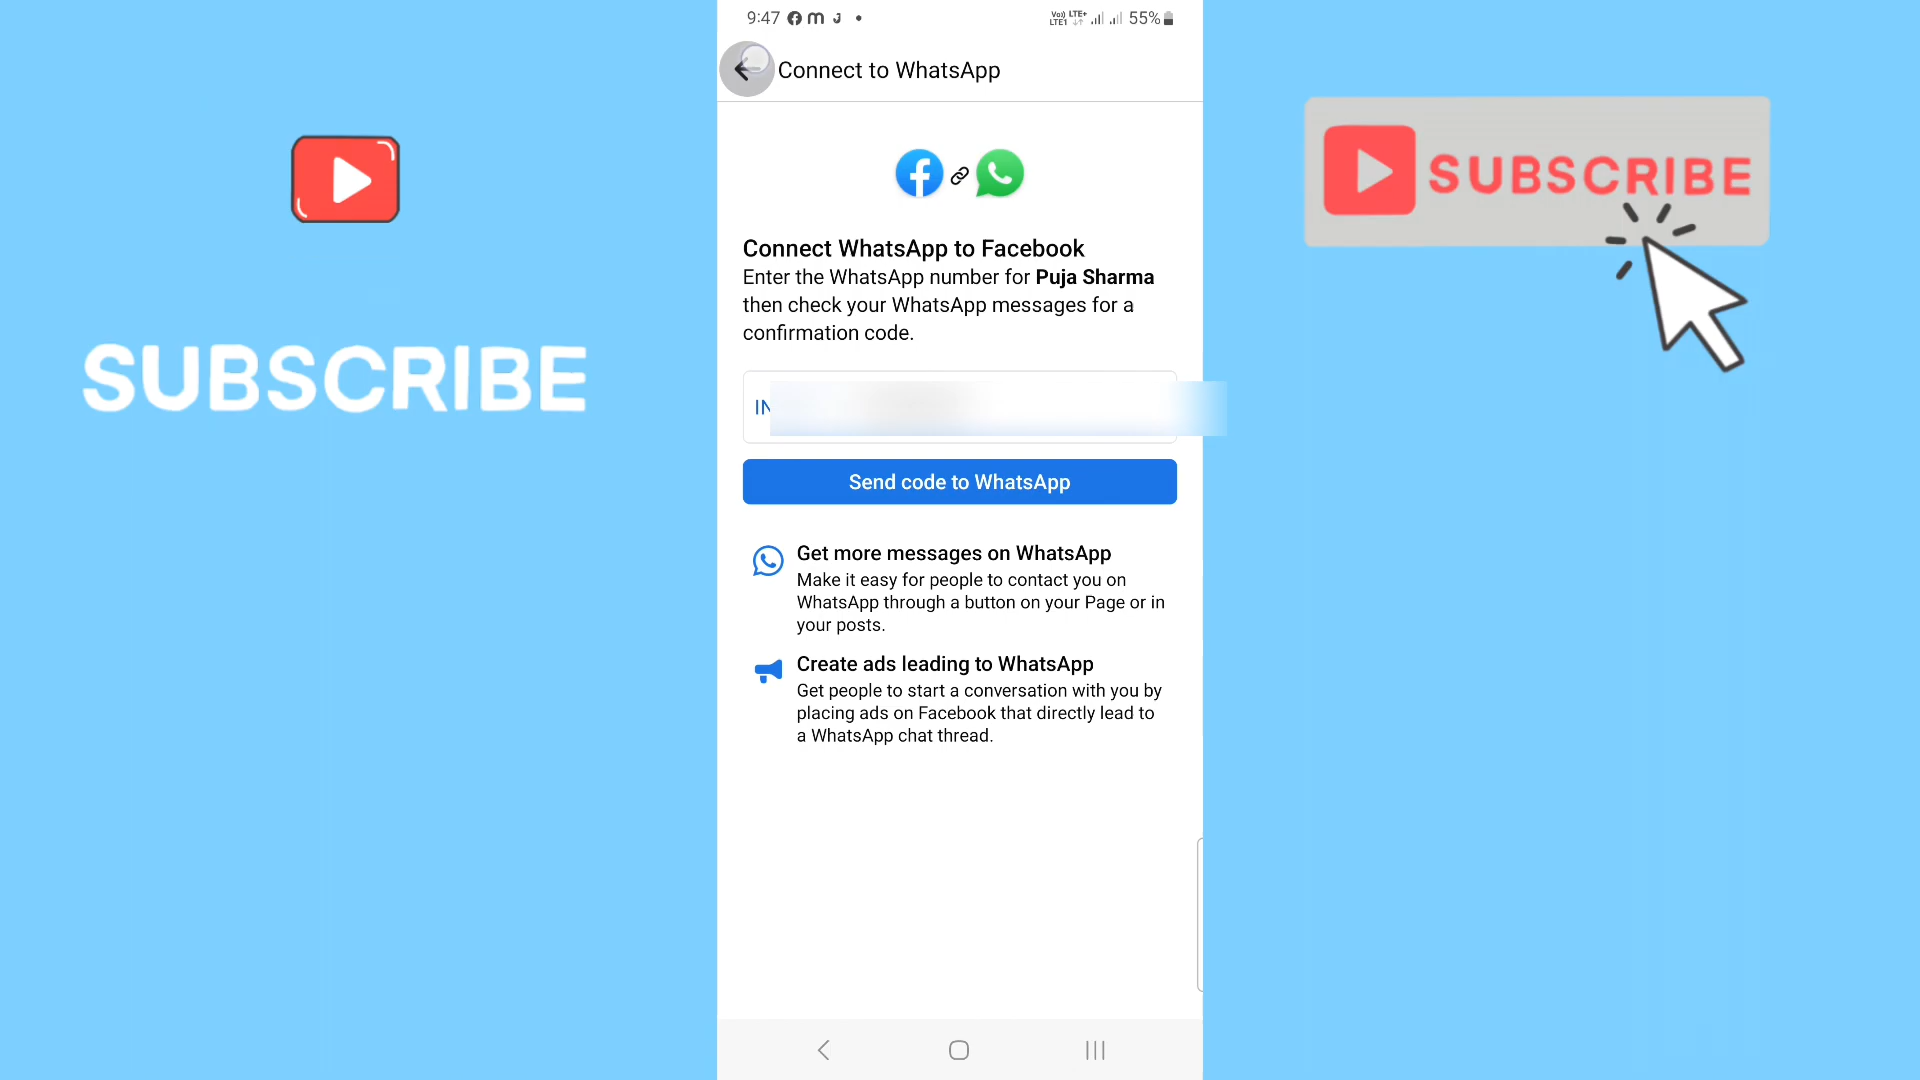 9:47
Vo)) LTE+
LTE1
55%
Connect to WhatsApp
SUBSCRIBE
SUBSCRIBE
Connect WhatsApp to Facebook
Enter the WhatsApp number for Puja Sharma
then check your WhatsApp messages for a
confirmation code.
IN
Send code to WhatsApp
Get more messages on WhatsApp
Make it easy for people to contact you on
WhatsApp through a button on your Page or in
your posts.
Create ads leading to WhatsApp
Get people to start a conversation with you by
placing ads on Facebook that directly lead to
a WhatsApp chat thread.